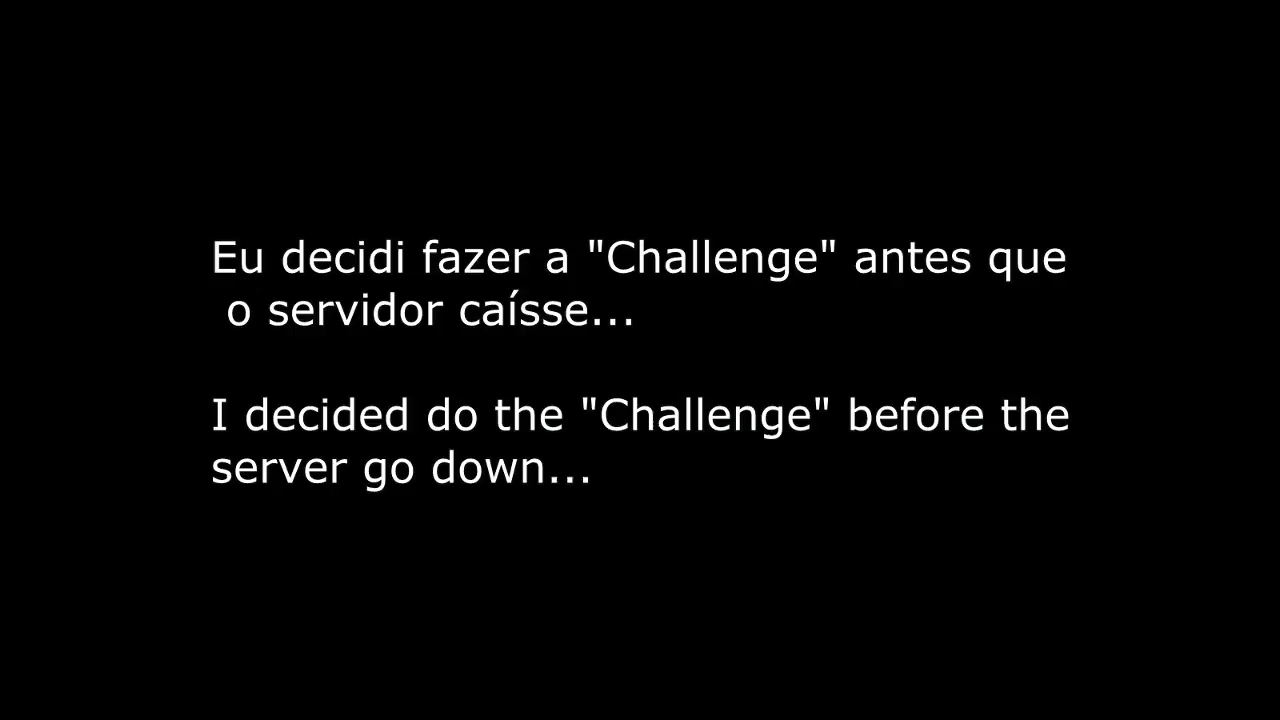 Eu decidi fazer a "Challenge" antes que
o servidor caísse...
I decided do the "Challenge" before the
server go down...